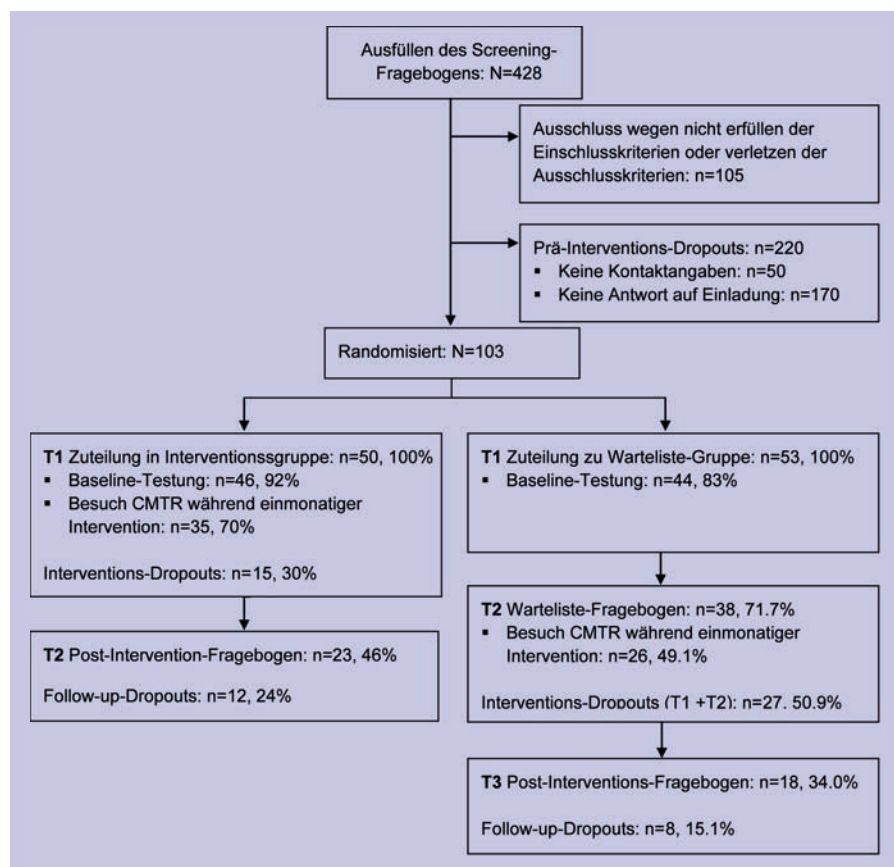 Ausfüllen des Screening-
Fragebogens: N=428
Ausschluss wegen nicht erfüllen der
Einschlusskriterien oder verletzen der
Ausschlusskriterien: n=105
Prä-Interventions-Dropouts: n=220
▪ Keine Kontaktangaben: n=50
▪ Keine Antwort auf Einladung: n=170
Randomisiert: N=103
T1 Zuteilung in Interventionssgruppe: n=50, 100%
▪ Baseline-Testung: n=46, 92%
▪ Besuch CMTR während einmonatiger
Intervention: n=35, 70%
Interventions-Dropouts: n=15, 30%
T1 Zuteilung zu Warteliste-Gruppe: n=53, 100%
▪ Baseline-Testung: n=44, 83%
T2 Post-Intervention-Fragebogen: n=23, 46%
Follow-up-Dropouts: n=12, 24%
T2 Warteliste-Fragebogen: n=38, 71.7%
▪ Besuch CMTR während einmonatiger
Intervention: n=26, 49.1%
Interventions-Dropouts (T1 +T2): n=27. 50.9%
T3 Post-Interventions-Fragebogen: n=18, 34.0%
Follow-up-Dropouts: n=8, 15.1%